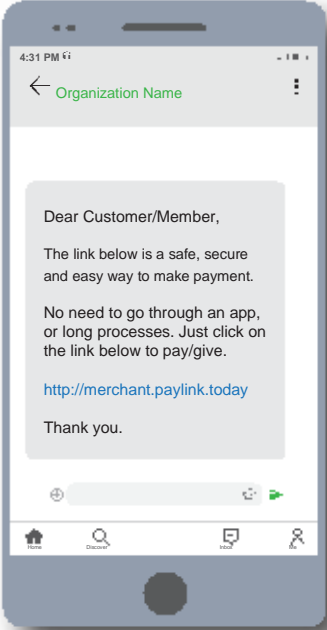 4:31 PM
Organization Name
Dear Customer/Member,
The link below is a safe, secure
and easy way to make payment.
No need to go through an app,
or long processes. Just click on
the link below to pay/give.
http://merchant.paylink.today
Thank you.
Home
Discover
Inbox
Me